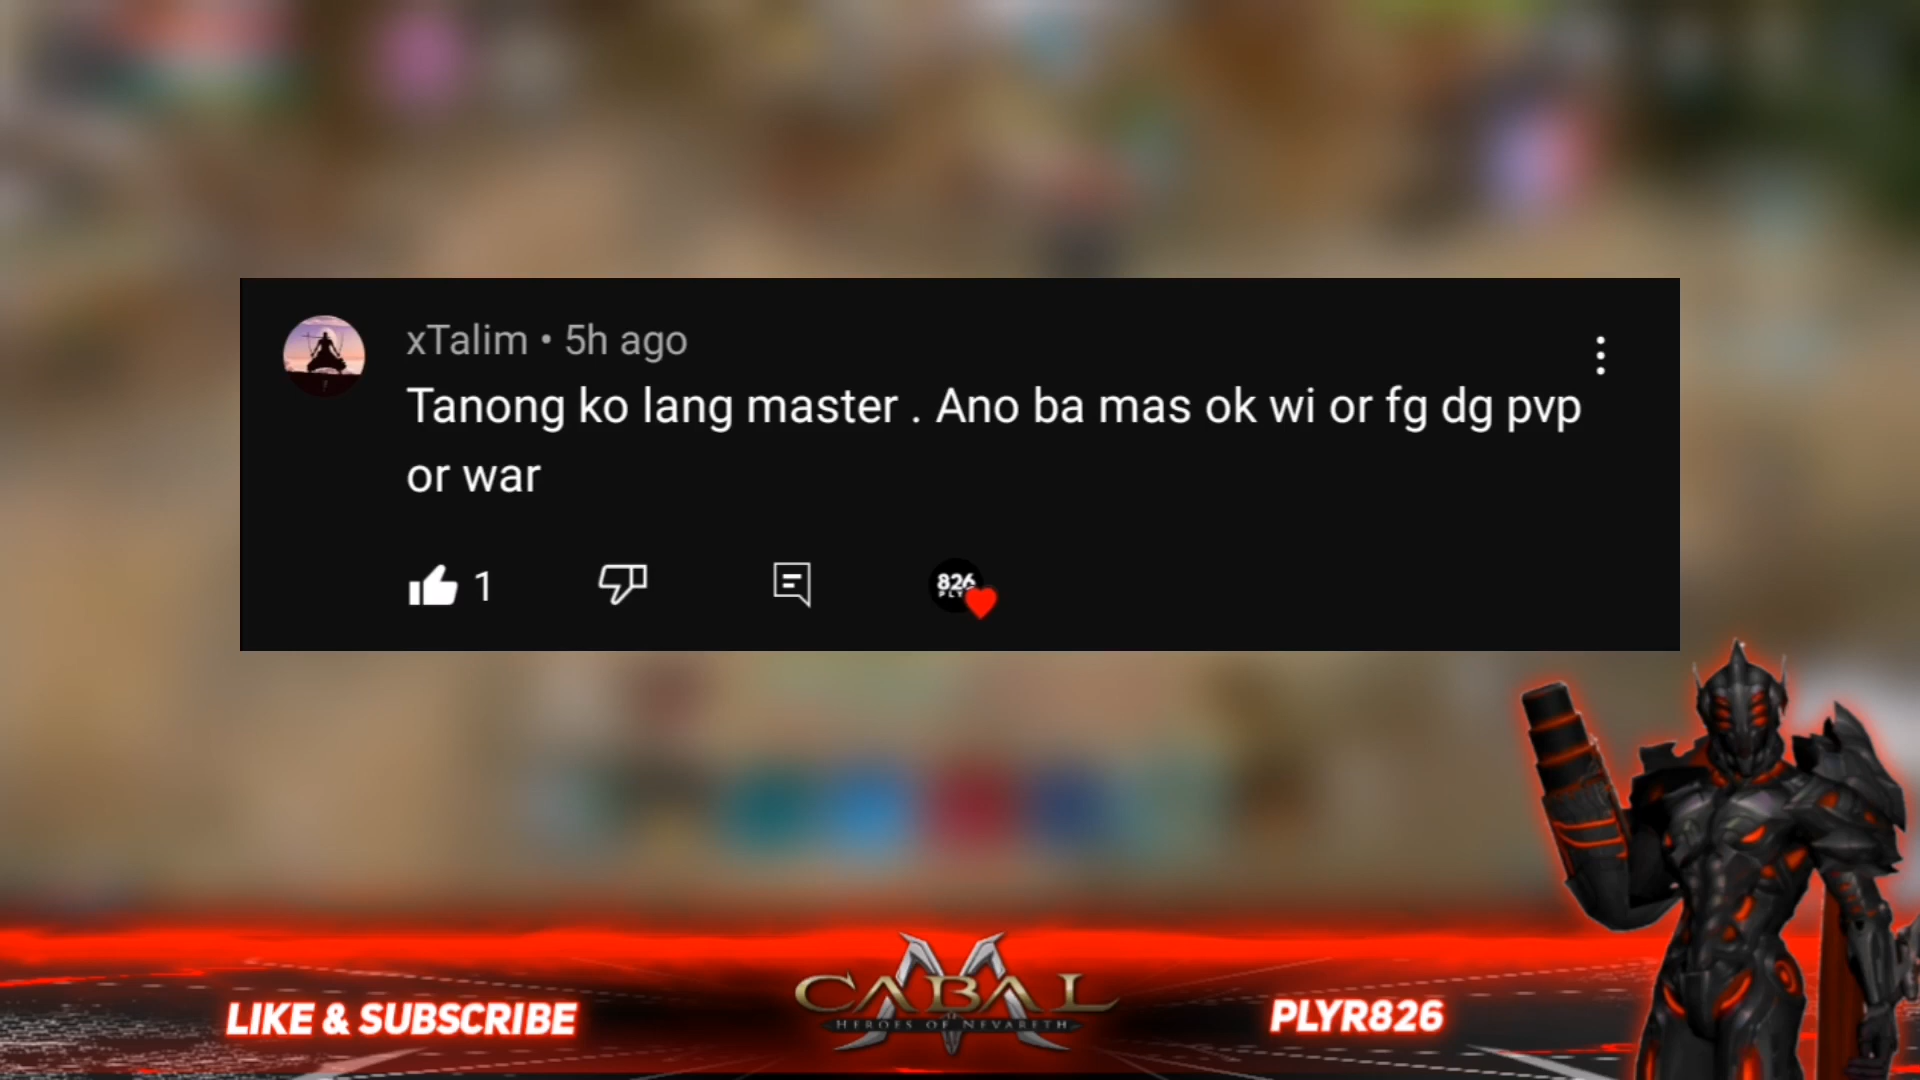 xTalim • 5h ago
Tanong ko lang master . Ano ba mas ok wi or fg dg pvp
or war
1
826
PLY
LIKE & SUBSCRIBE
CABAL
HEROES OF NEVARETH
PLYR826